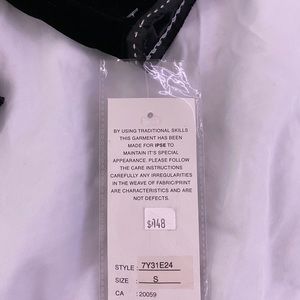 BY USING TRADITIONAL SKILLS
THIS GARMENT HAS BEEN
MADE FOR IPSE TO
MAINTAIN IT'S SPECIAL
APPEARANCE. PLEASE FOLLOW
THE CARE INSTRUCTIONS
CAREFULLY ANY IRREGULARITIES
IN THE WEAVE OF FABRIC/PRINT
ARE CHARACTERISTICS AND ARE
NOT DEFECTS.
$148
STYLE : 7Y31E24
SIZE : S
CA : 20059